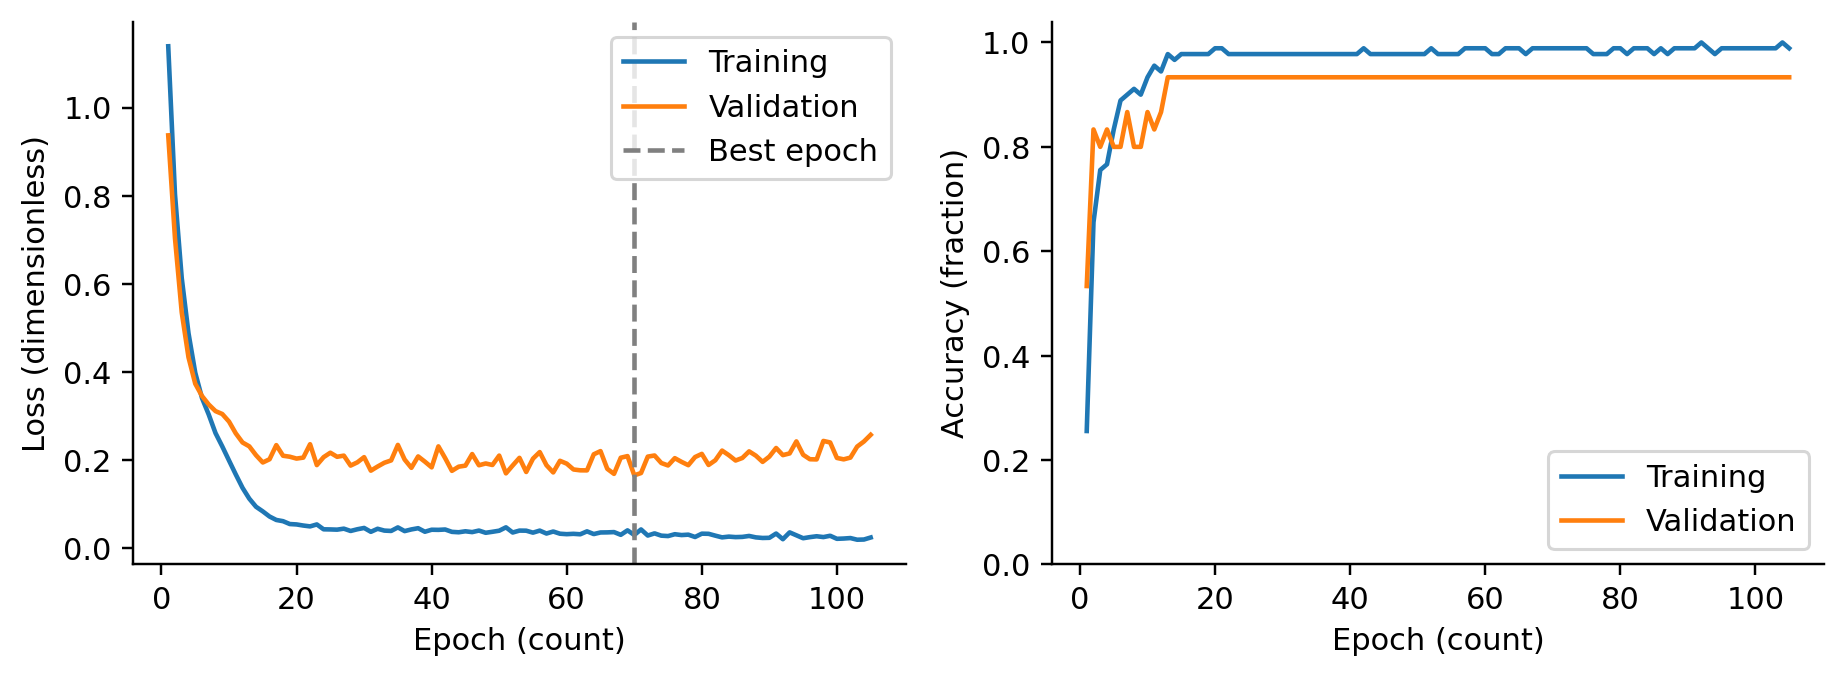 Loss (dimensionless)
1.0
0.8
0.6
0.4
0.2
0.0
0 20 40 60 80 100
Epoch (count)
Training
Validation
Best epoch
Accuracy (fraction)
1.0
0.8
0.6
0.4
0.2
0.0
0 20 40 60 80 100
Epoch (count)
Training
Validation